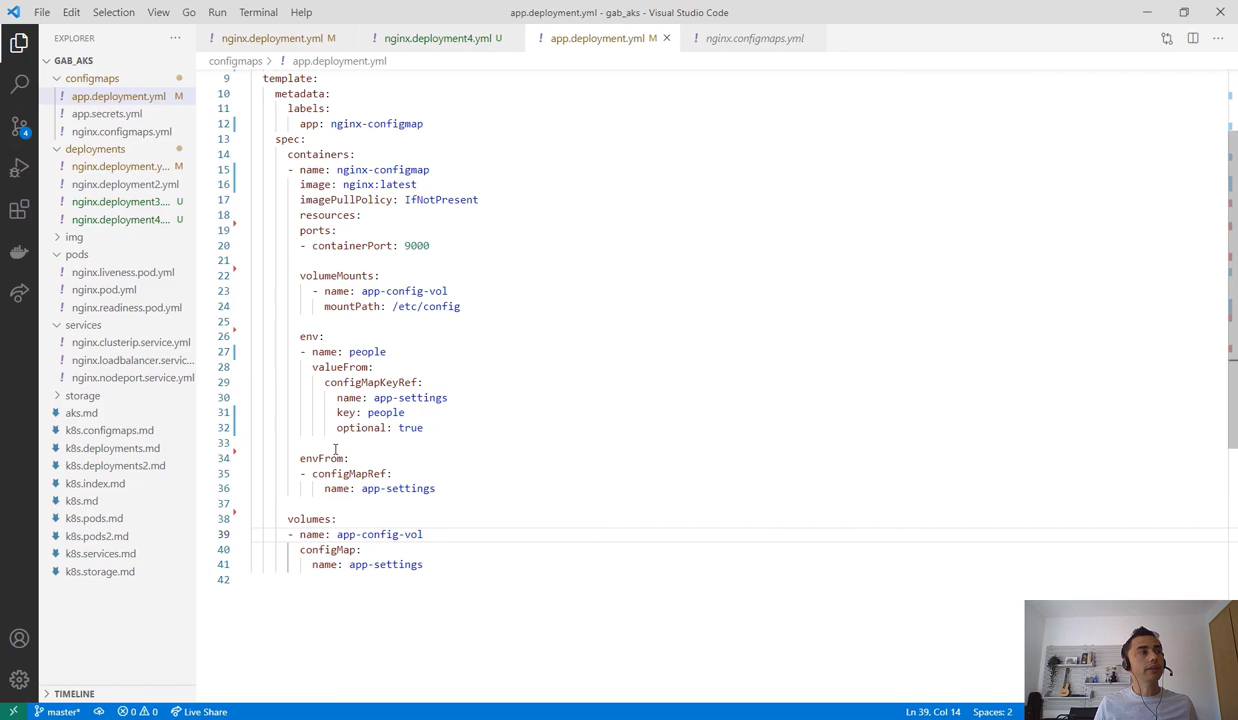 File Edit Selection View Go Run Terminal Help
app.deployment.yml - gab_aks - Visual Studio Code
EXPLORER
GAB_AKS
configmaps
app.deployment.yml M
app.secrets.yml
nginx.configmaps.yml
deployments
nginx.deployment.y... M
nginx.deployment2.yml
nginx.deployment3.... U
nginx.deployment4.... U
img
pods
nginx.liveness.pod.yml
nginx.pod.yml
nginx.readiness.pod.yml
services
nginx.clusterip.service.yml
nginx.loadbalancer.servic...
nginx.nodeport.service.yml
storage
aks.md
k8s.configmaps.md
k8s.deployments.md
k8s.deployments2.md
k8s.index.md
k8s.md
k8s.pods.md
k8s.pods2.md
k8s.services.md
k8s.storage.md
TIMELINE
4
nginx.deployment.yml M
nginx.deployment4.yml U
app.deployment.yml M
nginx.configmaps.yml
configmaps > ! app.deployment.yml
9 template:
10 metadata:
11 labels:
12 app: nginx-configmap
13 spec:
14 containers:
15 - name: nginx-configmap
16 image: nginx:latest
17 imagePullPolicy: IfNotPresent
18 resources:
19 ports:
20 - containerPort: 9000
21
22 volumeMounts:
23 - name: app-config-vol
24 mountPath: /etc/config
25
26 env:
27 - name: people
28 valueFrom:
29 configMapKeyRef:
30 name: app-settings
31 key: people
32 optional: true
33
34 envFrom:
35 - configMapRef:
36 name: app-settings
37
38 volumes:
39 - name: app-config-vol
40 configMap:
41 name: app-settings
42
master* 0 0 Live Share
Ln 39, Col 14 Spaces: 2